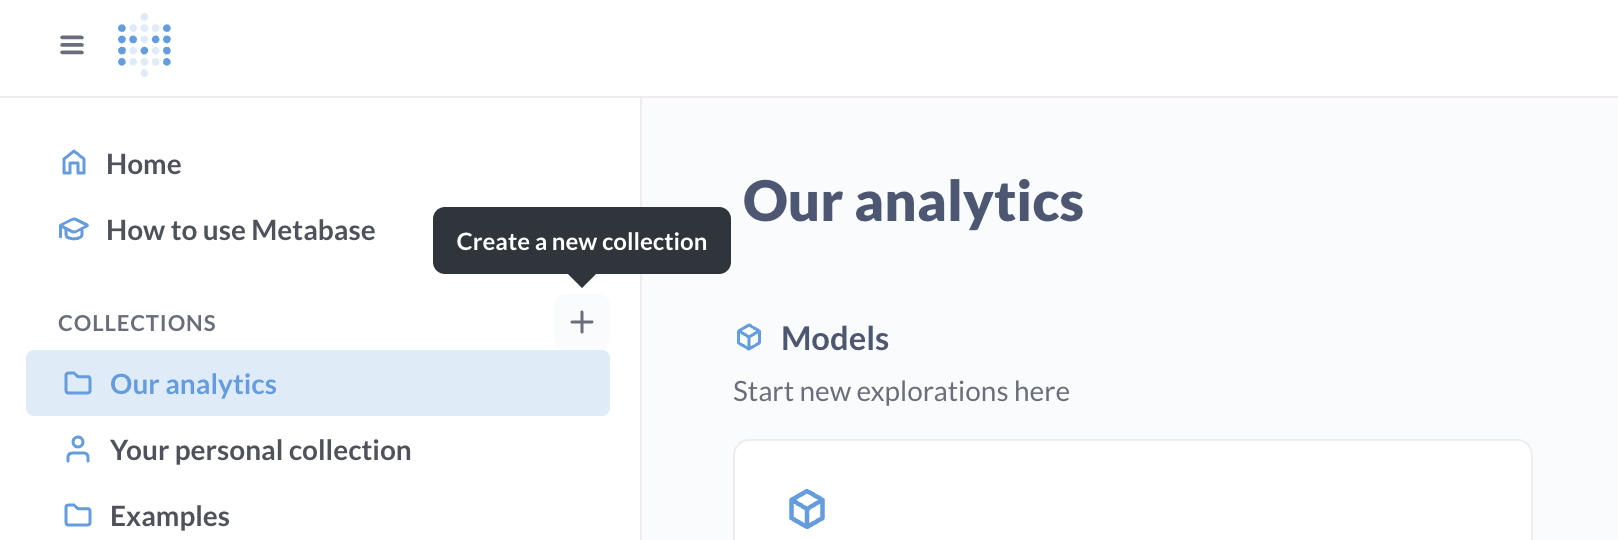 Home
How to use Metabase
Create a new collection
COLLECTIONS
Our analytics
Your personal collection
Examples
Our analytics
Models
Start new explorations here